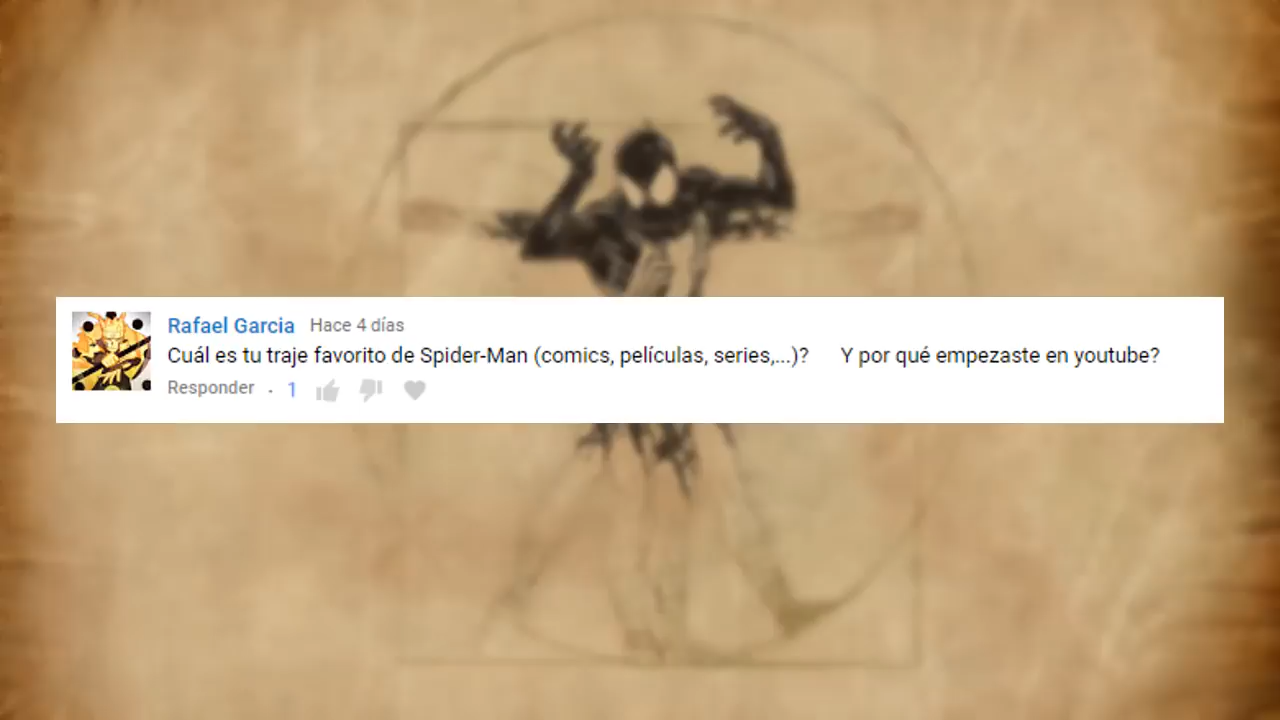 Rafael Garcia Hace 4 días
Cuál es tu traje favorito de Spider-Man (comics, películas, series,...)? Y por qué empezaste en youtube?
Responder . 1